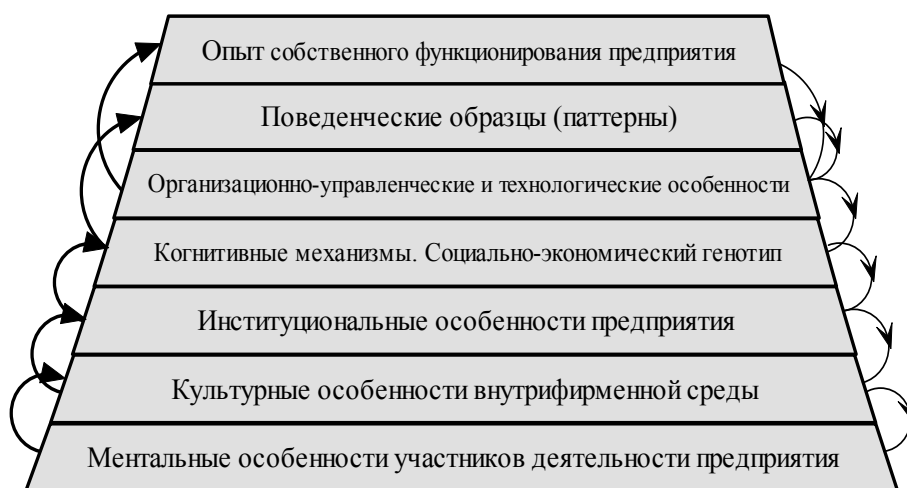 Опыт собственного функционирования предприятия
Поведенческие образцы (паттерны)
Организационно-управленческие и технологические особенности
Когнитивные механизмы. Социально-экономический генотип
Институциональные особенности предприятия
Культурные особенности внутрифирменной среды
Ментальные особенности участников деятельности предприятия